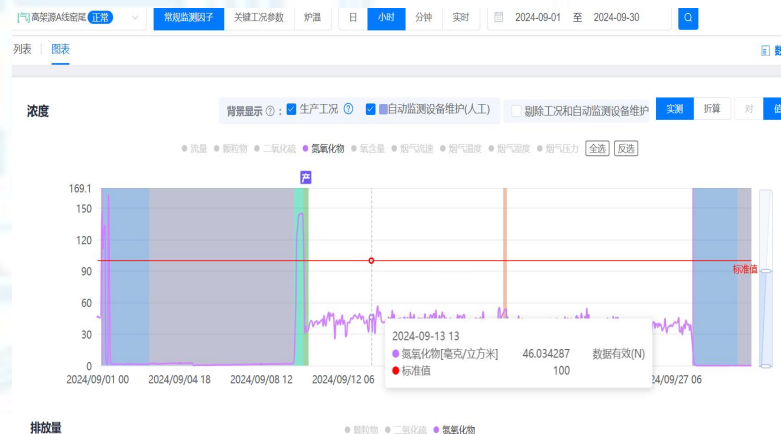 [气]高架源A线窑尾 正常 常规监测因子 关键工况参数 炉温 日 小时 分钟 实时 2024-09-01 至 2024-09-30
列表 图表
浓度 背景显示 ? : 生产工况 ? 自动监测设备维护(人工) 剔除工况和自动监测设备维护 实测 折算 对 值
流量 颗粒物 二氧化硫 氮氧化物 氧含量 烟气流速 烟气温度 烟气湿度 烟气压力 全选 反选
产
169.1
150
120
90
60
30
0
标准值
2024-09-13 13
氮氧化物[毫克/立方米] 46.034287 数据有效(N)
标准值 100
2024/09/01 00 2024/09/04 18 2024/09/08 12 2024/09/12 06 24/09/27 06
排放量 颗粒物 二氧化硫 氮氧化物